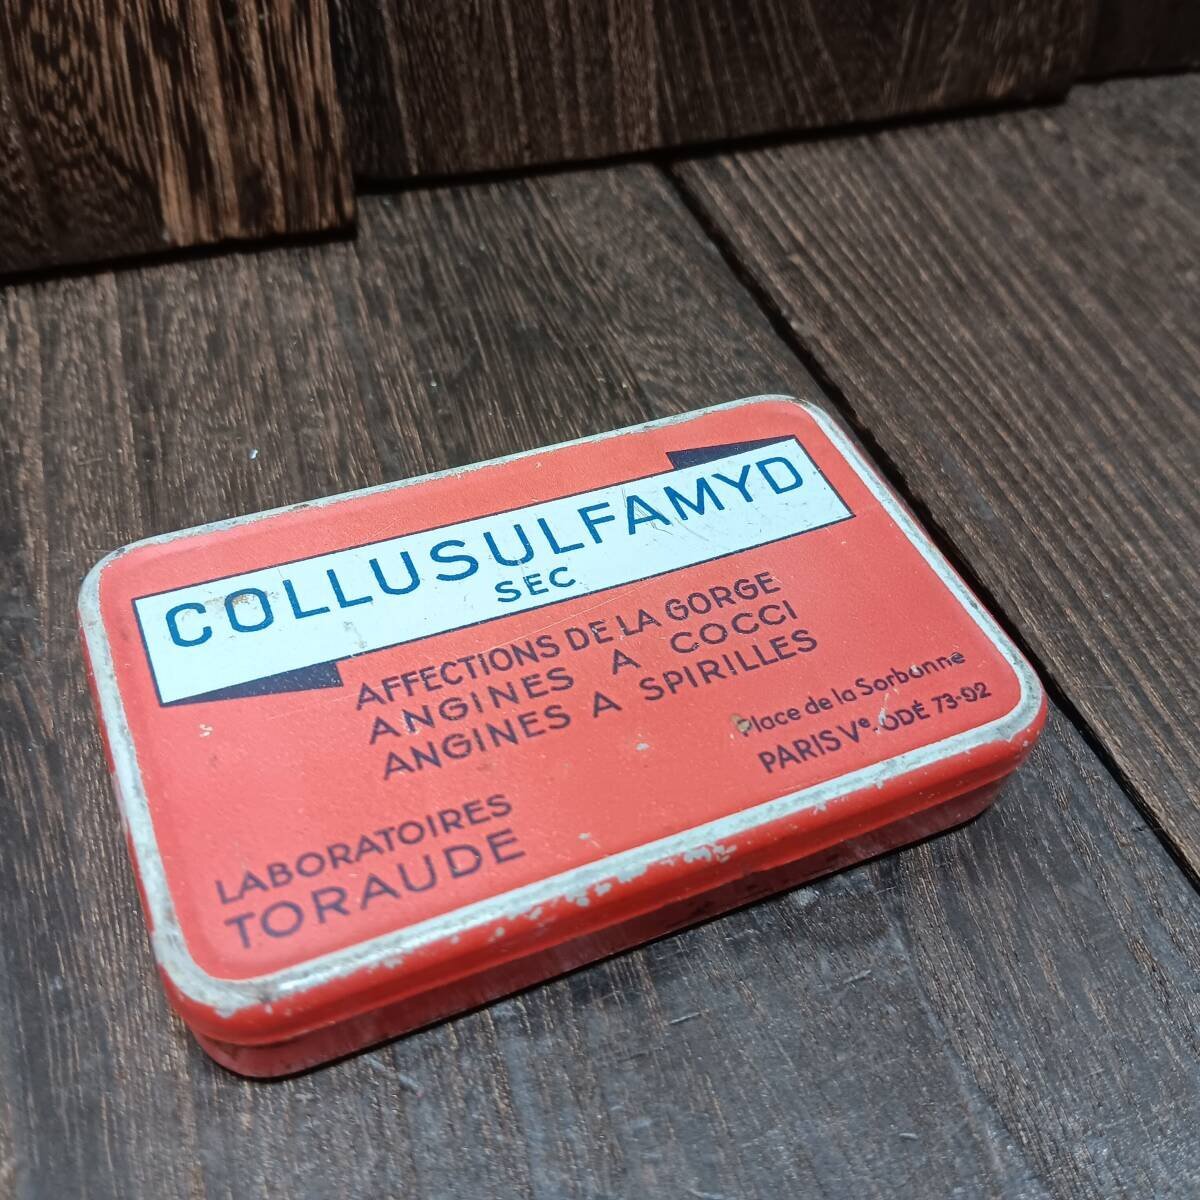 COLLUSULFAMYD
SEC
AFFECTIONS DE LA GORGE
ANGINES A COCCI
ANGINES A SPIRILLES
Place de la Sorbonne
PARIS Ve. ODÉ 73-92
LABORATOIRES
TORAUDE